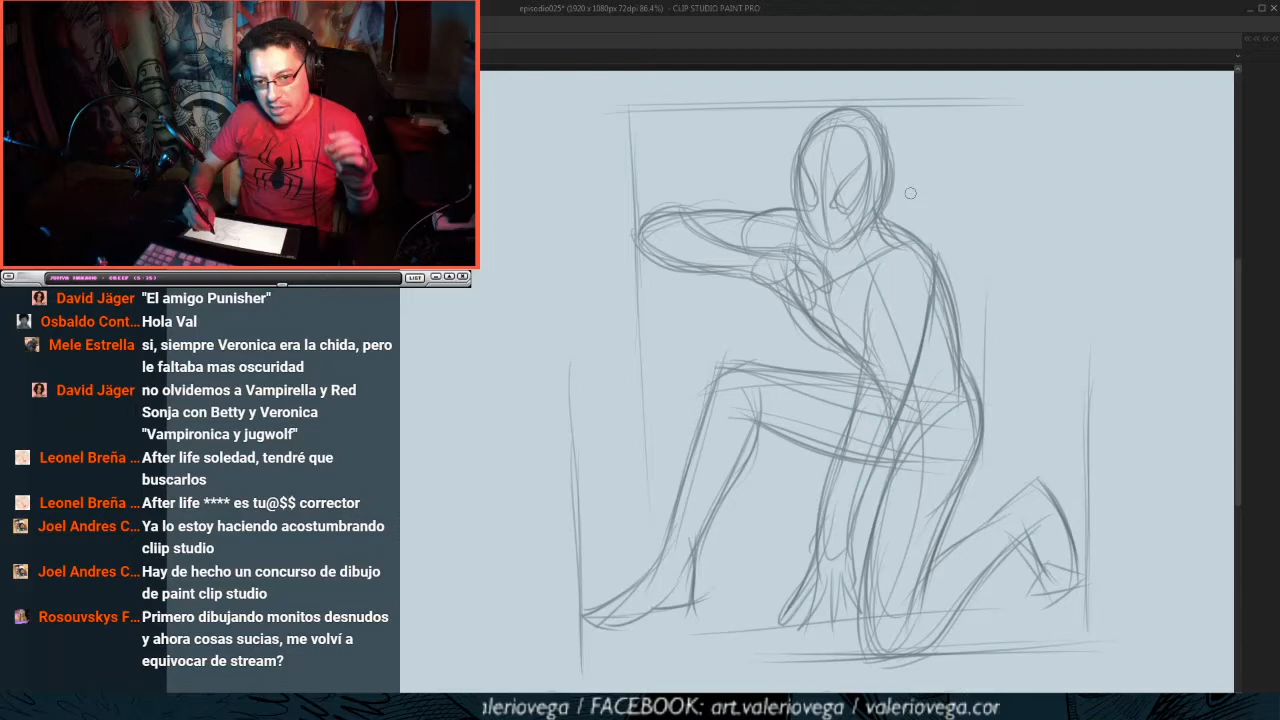 episodio025* (1920 x 1080px 72dpi 86.4%) - CLIP STUDIO PAINT PRO
LIST
David Jäger "El amigo Punisher"
Osbaldo Cont... Hola Val
Mele Estrella si, siempre Veronica era la chida, pero
le faltaba mas oscuridad
David Jäger no olvidemos a Vampirella y Red
Sonja con Betty y Veronica
"Vampironica y jugwolf"
Leonel Breña ... After life soledad, tendré que
buscarlos
Leonel Breña ... After life **** es tu@$$ corrector
Joel Andres C... Ya lo estoy haciendo acostumbrando
cliip studio
Joel Andres C... Hay de hecho un concurso de dibujo
de paint clip studio
Rosouvskys F... Primero dibujando monitos desnudos
y ahora cosas sucias, me volví a
equivocar de stream?
aleriovega / FACEBOOK: art.valeriovega / valeriovega.cor